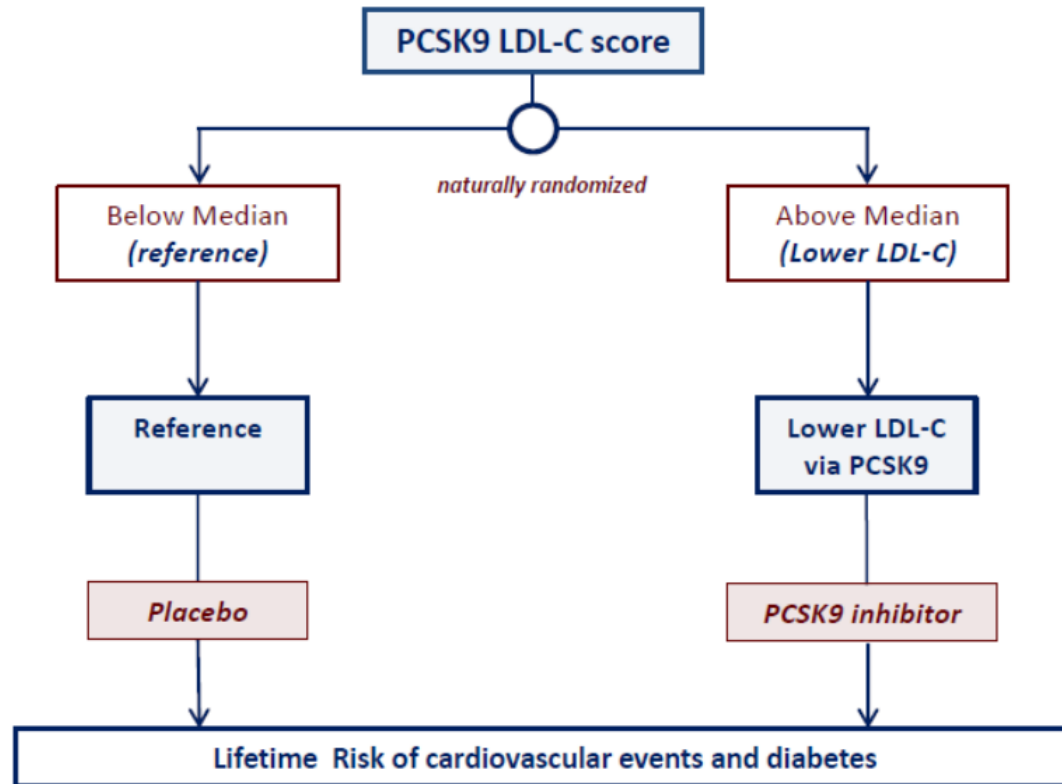 PCSK9 LDL-C score
naturally randomized
Below Median
(reference)
Above Median
(Lower LDL-C)
Reference
Lower LDL-C
via PCSK9
Placebo
PCSK9 inhibitor
Lifetime Risk of cardiovascular events and diabetes